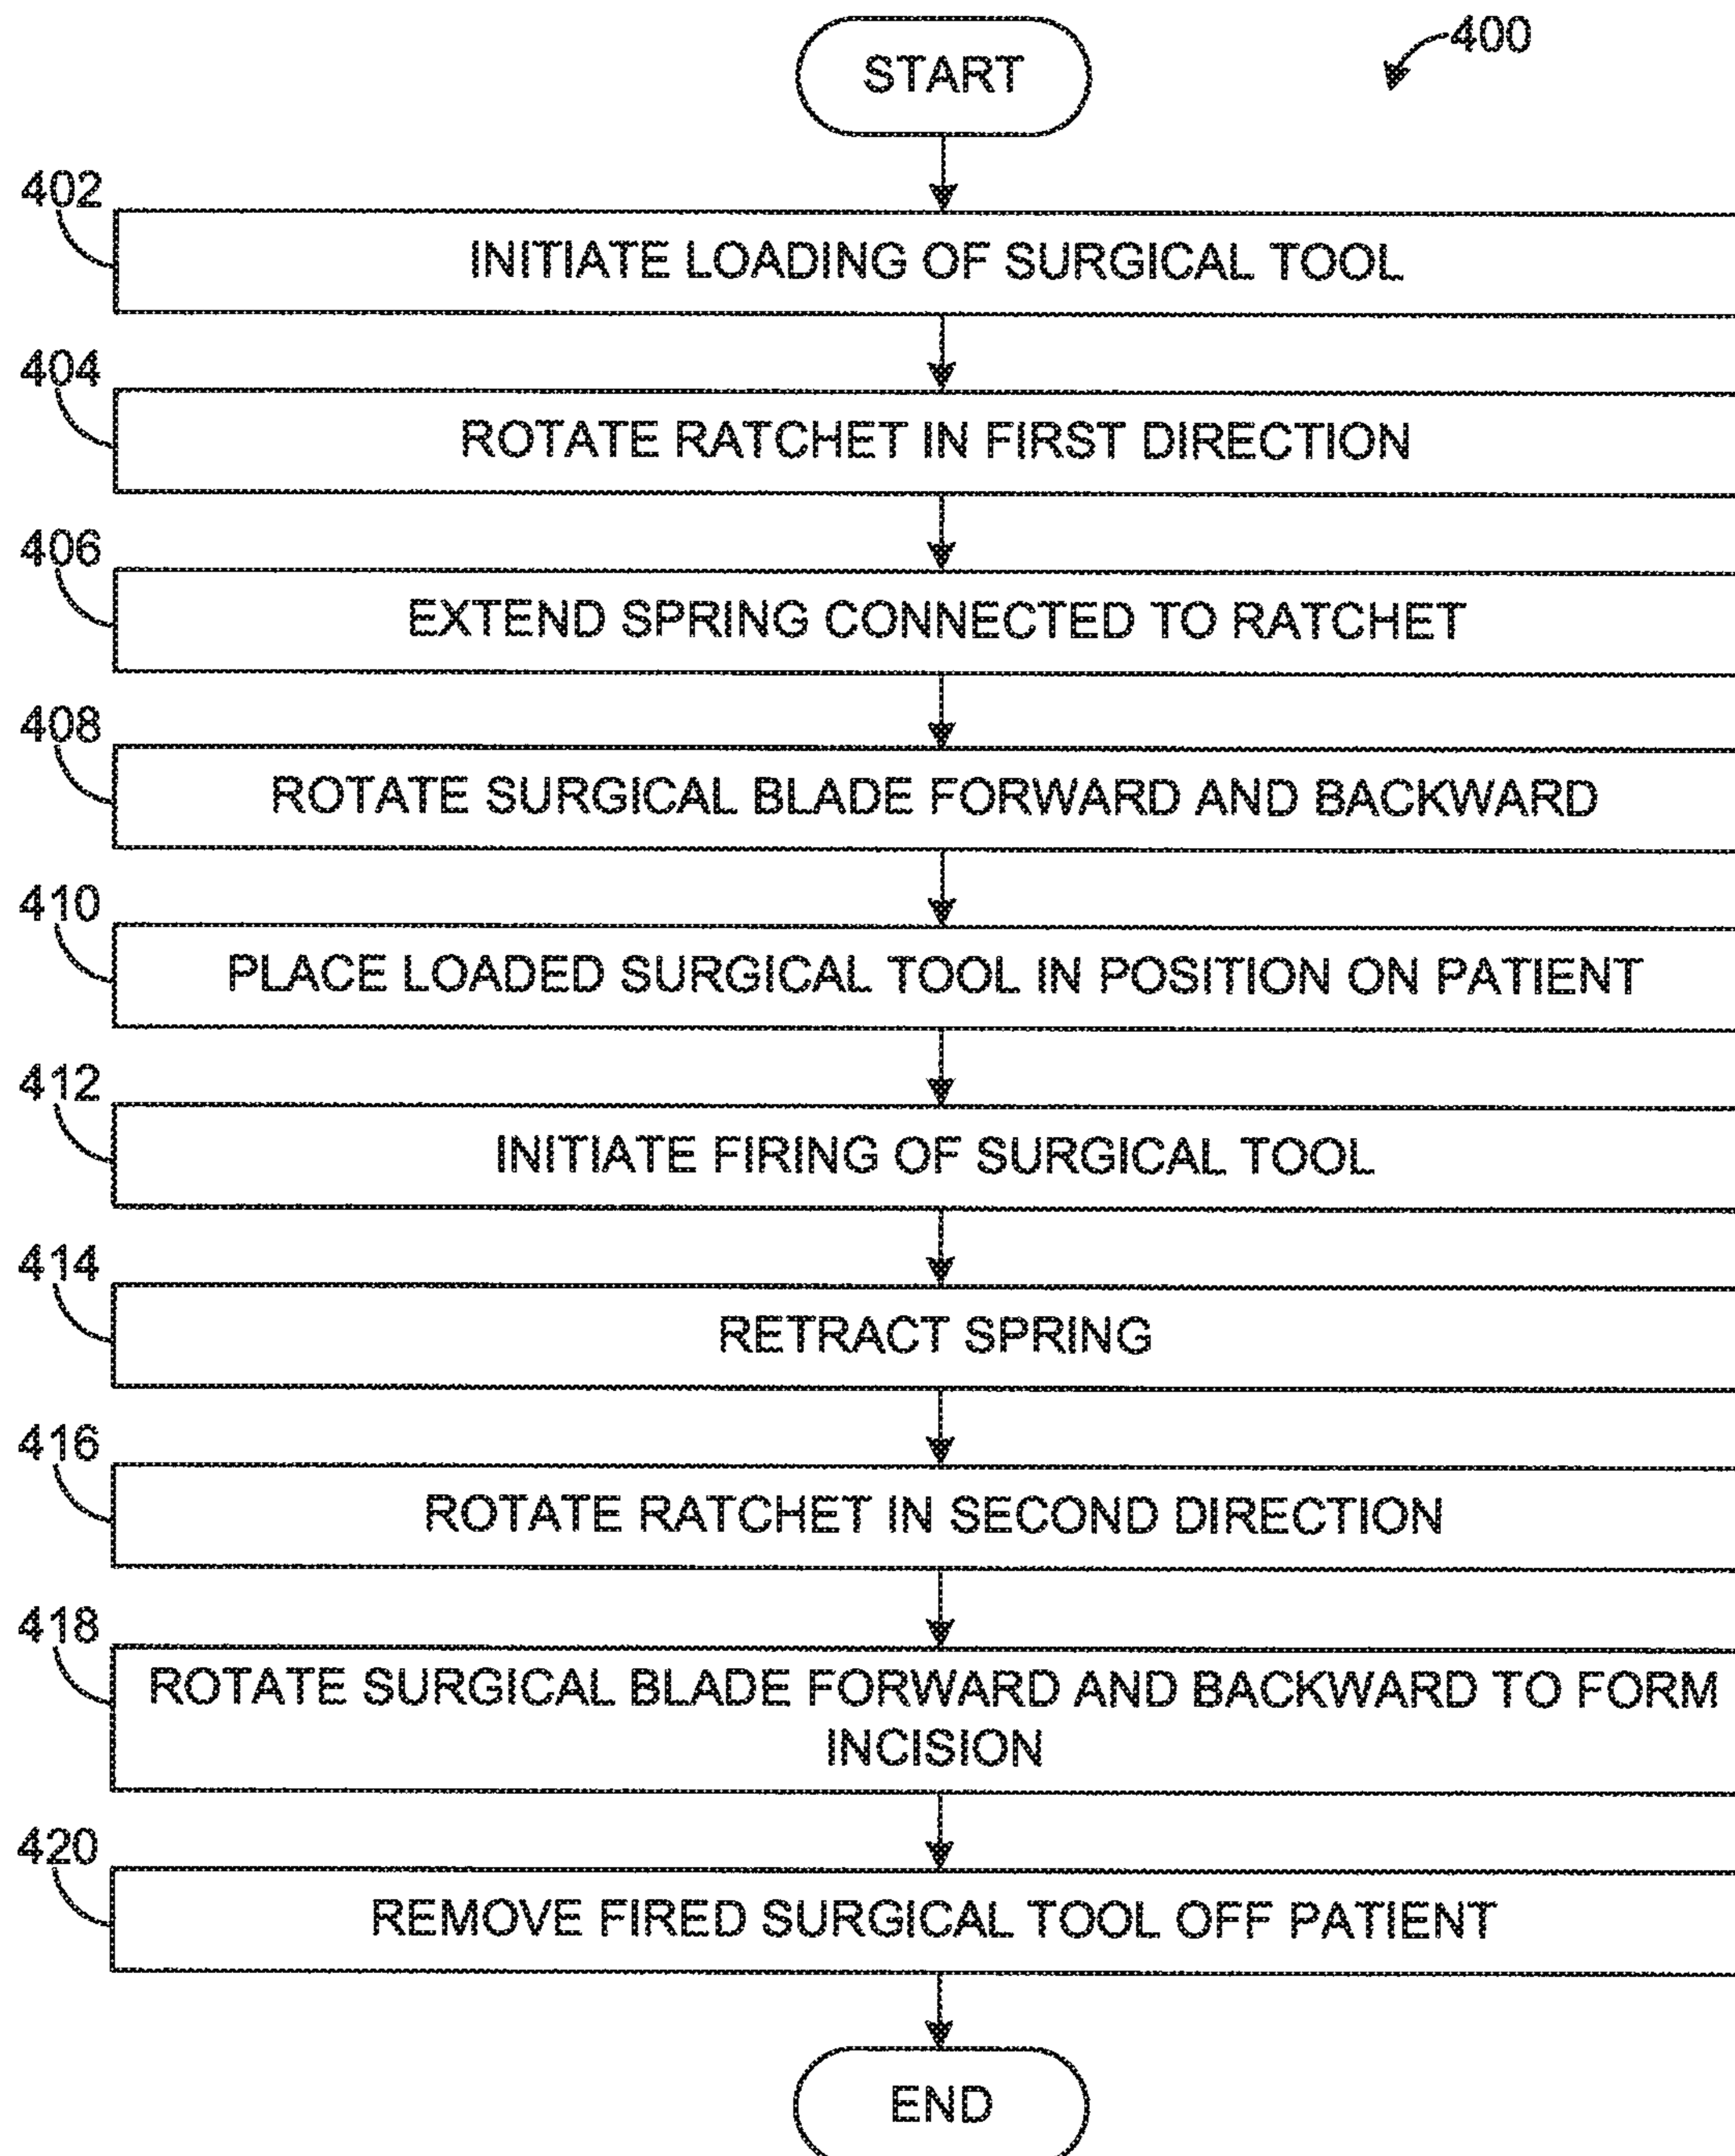 START
400
402
INITIATE LOADING OF SURGICAL TOOL
404
ROTATE RATCHET IN FIRST DIRECTION
406
EXTEND SPRING CONNECTED TO RATCHET
408
ROTATE SURGICAL BLADE FORWARD AND BACKWARD
410
PLACE LOADED SURGICAL TOOL IN POSITION ON PATIENT
412
INITIATE FIRING OF SURGICAL TOOL
414
RETRACT SPRING
416
ROTATE RATCHET IN SECOND DIRECTION
418
ROTATE SURGICAL BLADE FORWARD AND BACKWARD TO FORM
INCISION
420
REMOVE FIRED SURGICAL TOOL OFF PATIENT
END